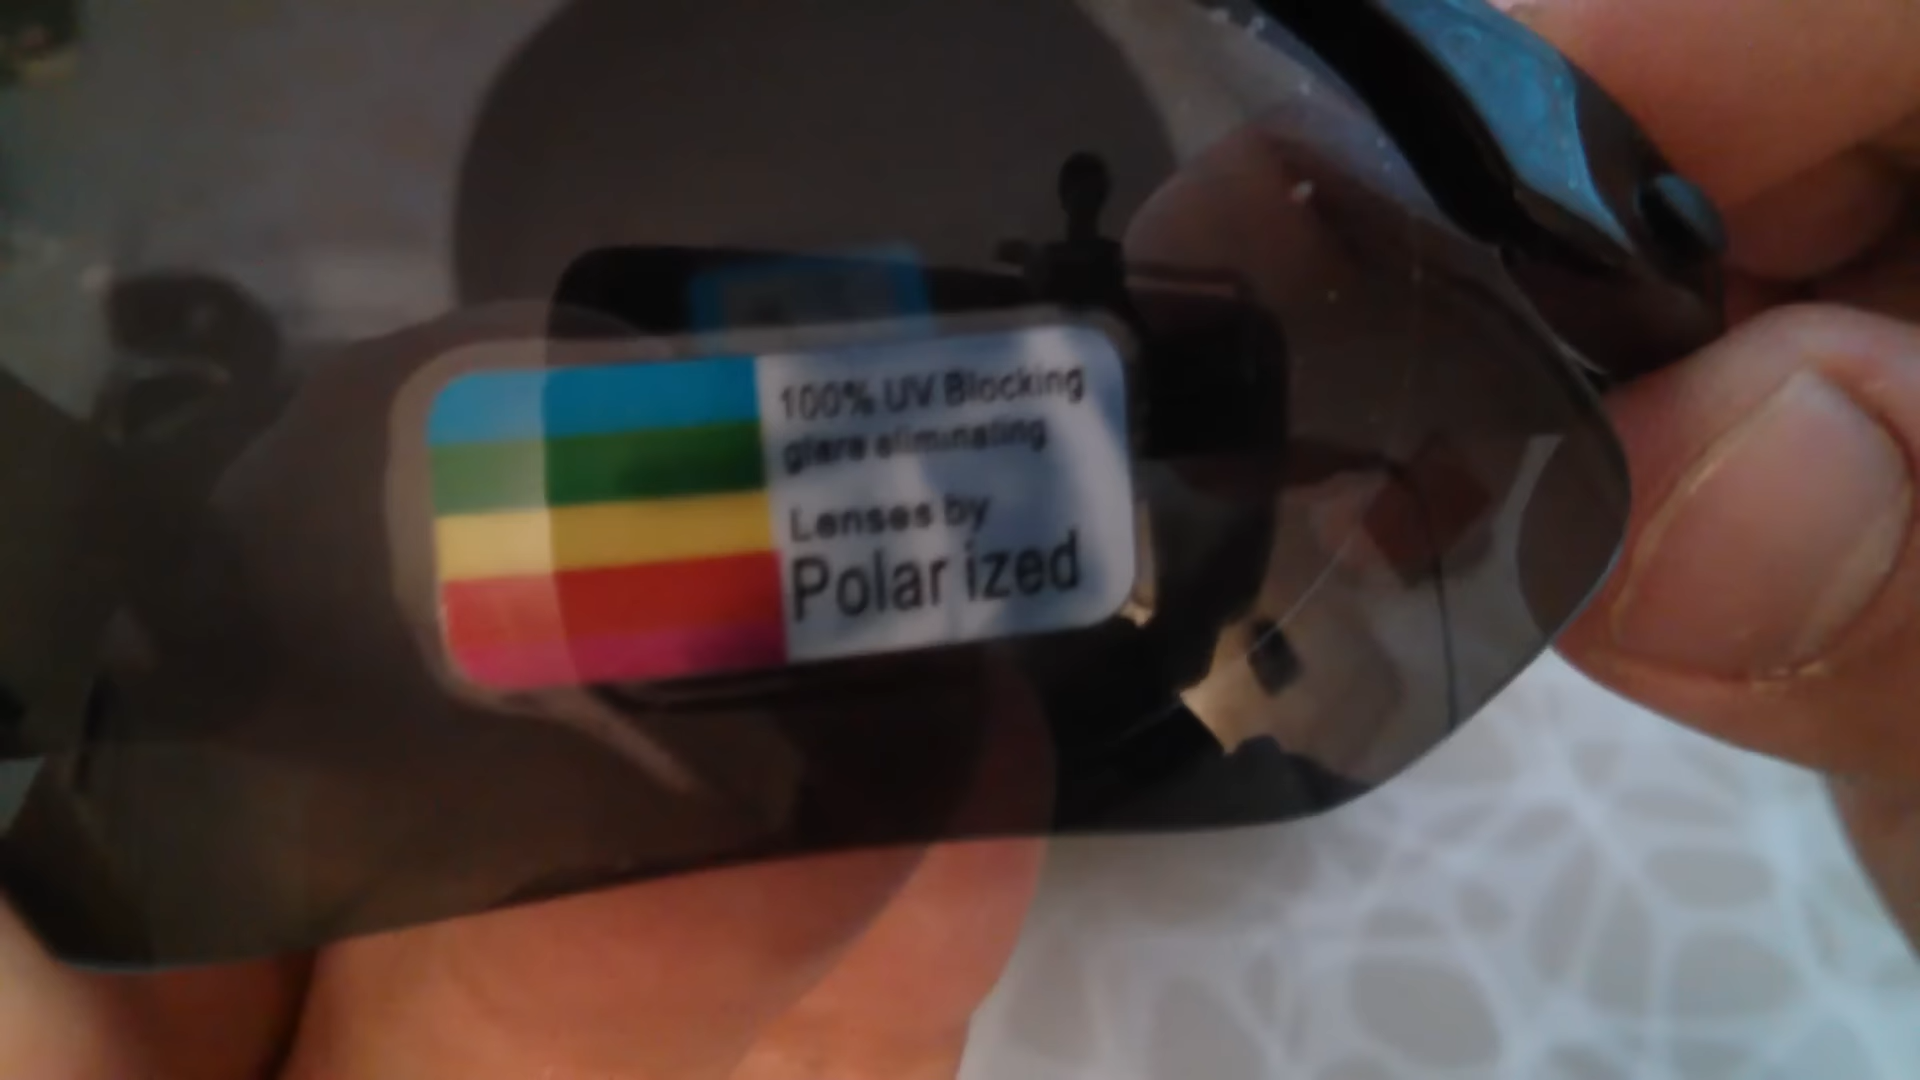 100% UV Blocking
glare eliminating
Lenses by
Polar ized